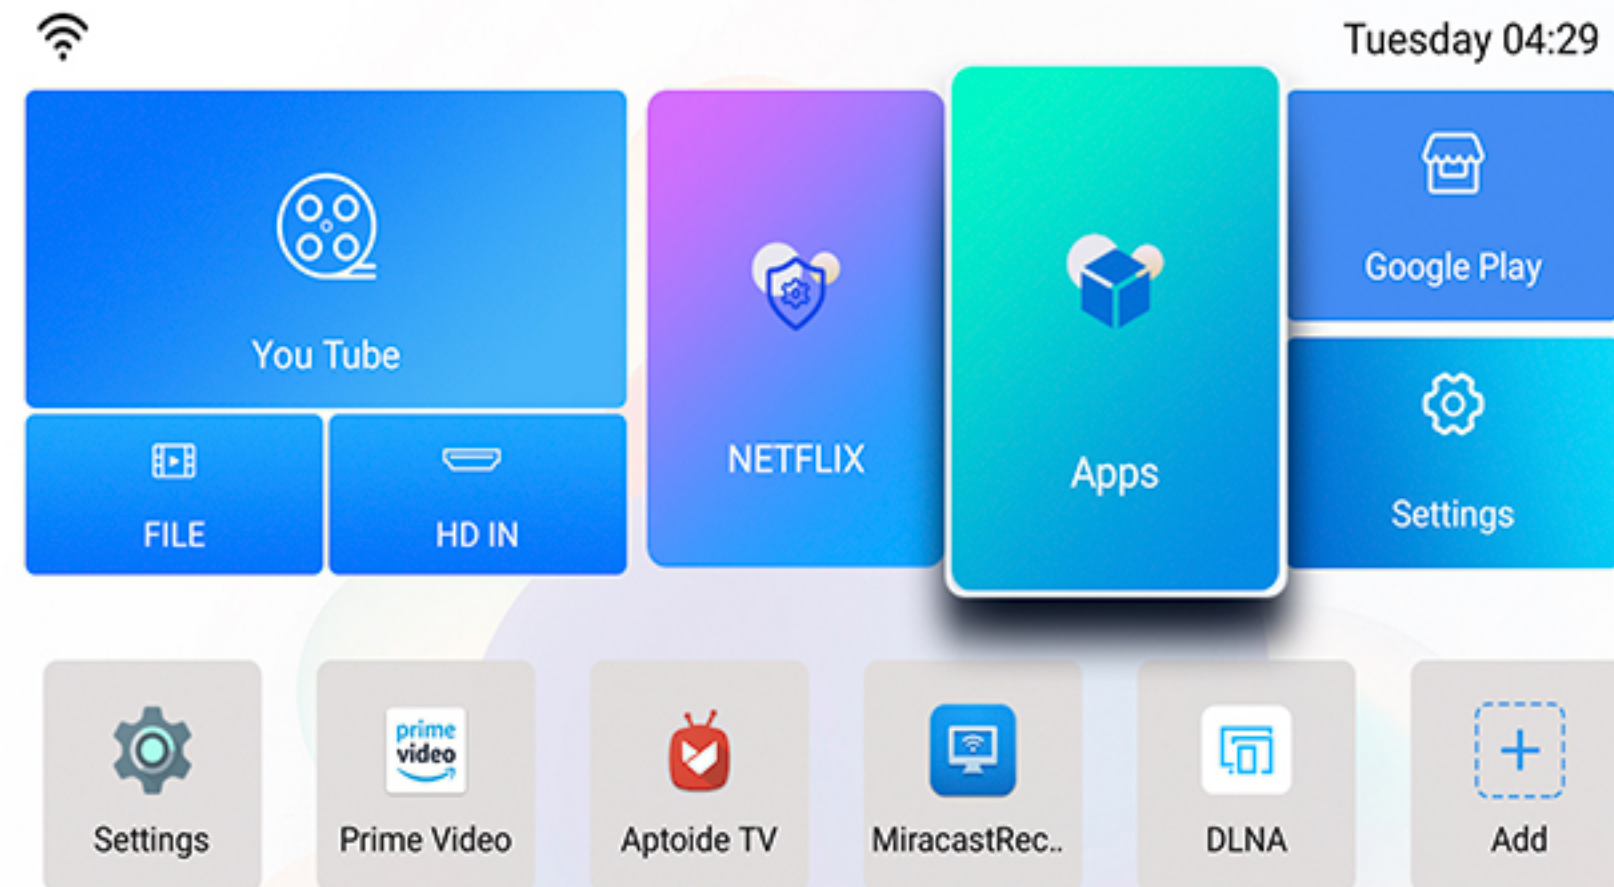 Tuesday 04:29
You Tube
NETFLIX
Apps
Google Play
FILE
HD IN
Settings
prime
video
Settings
Prime Video
Aptoide TV
MiracastRec..
DLNA
Add